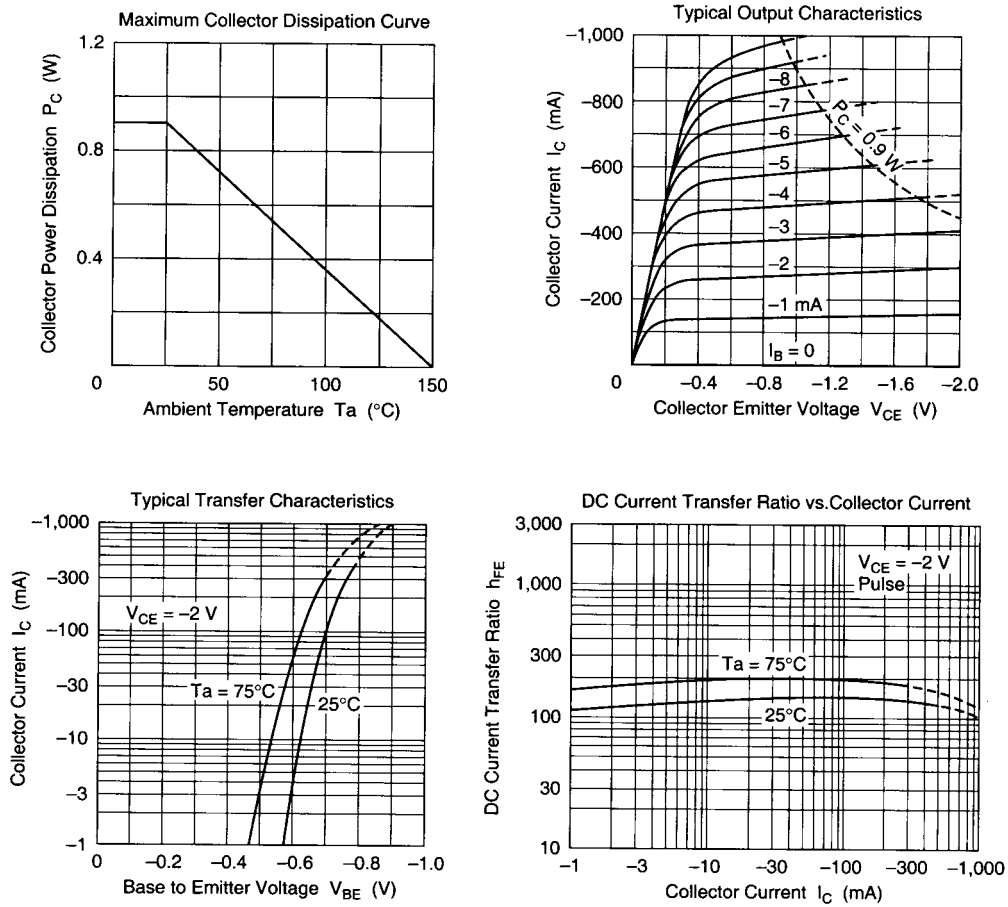 Maximum Collector Dissipation Curve
Collector Power Dissipation P_C (W)
1.2
0.8
0.4
0
50
100
150
Ambient Temperature Ta (°C)
Typical Output Characteristics
Collector Current I_C (mA)
–1,000
–800
–600
–400
–200
0
–0.4
–0.8
–1.2
–1.6
–2.0
–8
–7
–6
–5
–4
–3
–2
–1 mA
I_B = 0
P_C = 0.9 W
Collector Emitter Voltage V_CE (V)
Typical Transfer Characteristics
Collector Current I_C (mA)
–1,000
–300
–100
–30
–10
–3
–1
V_CE = –2 V
Ta = 75°C
25°C
0
–0.2
–0.4
–0.6
–0.8
–1.0
Base to Emitter Voltage V_BE (V)
DC Current Transfer Ratio vs.Collector Current
DC Current Transfer Ratio h_FE
3,000
1,000
300
100
30
10
V_CE = –2 V
Pulse
Ta = 75°C
25°C
–1
–3
–10
–30
–100
–300
–1,000
Collector Current I_C (mA)